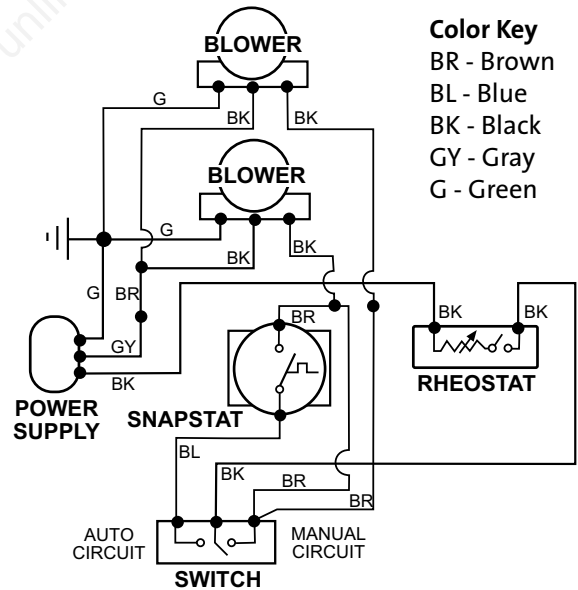 unlim
BLOWER
Color Key
BR - Brown
BL - Blue
BK - Black
GY - Gray
G - Green
G
BK
BK
BLOWER
G
BK
BK
G
BR
BK
BK
BR
GY
BK
RHEOSTAT
POWER
SUPPLY
SNAPSTAT
BL
BK
BR
BR
AUTO
CIRCUIT
MANUAL
CIRCUIT
SWITCH